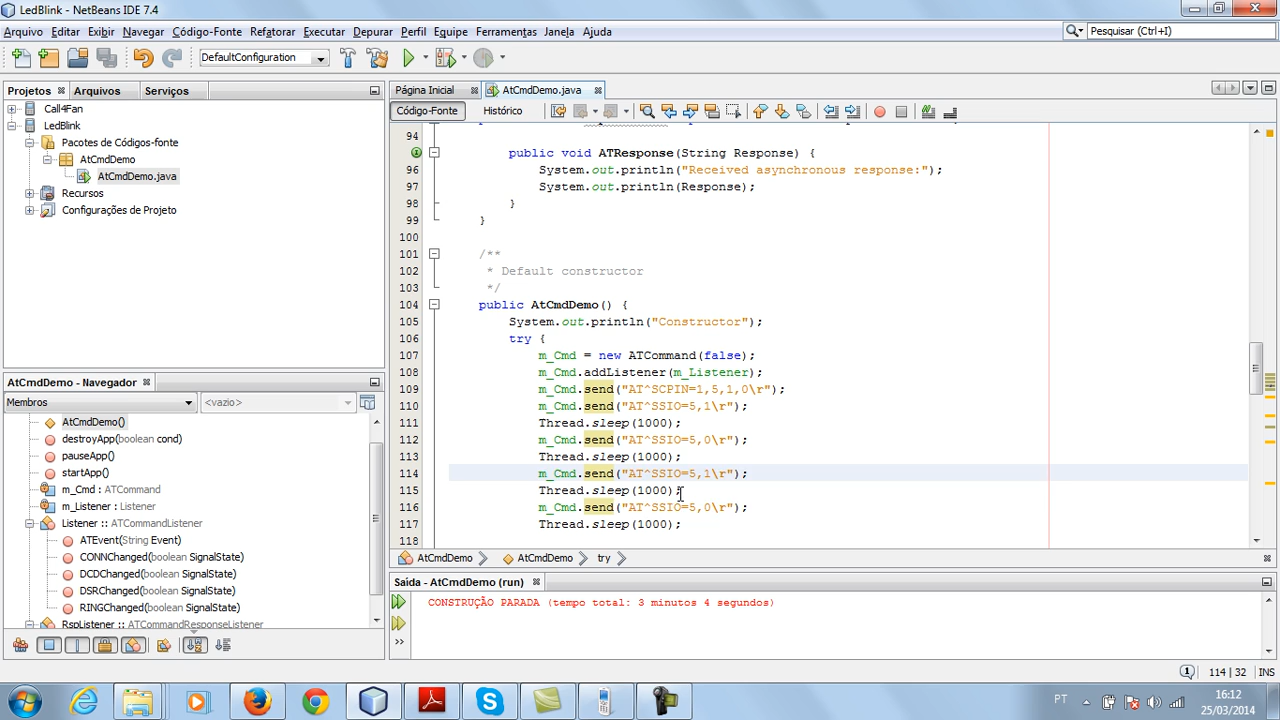 LedBlink - NetBeans IDE 7.4
Arquivo Editar Exibir Navegar Código-Fonte Refatorar Executar Depurar Perfil Equipe Ferramentas Janela Ajuda
Pesquisar (Ctrl+I)
DefaultConfiguration
Projetos Arquivos Serviços
Call4Fan
LedBlink
Pacotes de Códigos-fonte
AtCmdDemo
AtCmdDemo.java
Recursos
Configurações de Projeto
AtCmdDemo - Navegador
Membros <vazio>
AtCmdDemo()
destroyApp(boolean cond)
pauseApp()
startApp()
m_Cmd : ATCommand
m_Listener : Listener
Listener :: ATCommandListener
ATEvent(String Event)
CONNChanged(boolean SignalState)
DCDChanged(boolean SignalState)
DSRChanged(boolean SignalState)
RINGChanged(boolean SignalState)
RspListener :: ATCommandResponseListener
Página Inicial AtCmdDemo.java
Código-Fonte Histórico
94
public void ATResponse(String Response) {
96 System.out.println("Received asynchronous response:");
97 System.out.println(Response);
98 }
99 }
100
101 /**
102 * Default constructor
103 */
104 public AtCmdDemo() {
105 System.out.println("Constructor");
106 try {
107 m_Cmd = new ATCommand(false);
108 m_Cmd.addListener(m_Listener);
109 m_Cmd.send("AT^SCPIN=1,5,1,0\r");
110 m_Cmd.send("AT^SSIO=5,1\r");
111 Thread.sleep(1000);
112 m_Cmd.send("AT^SSIO=5,0\r");
113 Thread.sleep(1000);
114 m_Cmd.send("AT^SSIO=5,1\r");
115 Thread.sleep(1000);
116 m_Cmd.send("AT^SSIO=5,0\r");
117 Thread.sleep(1000);
118
AtCmdDemo AtCmdDemo try
Saída - AtCmdDemo (run)
CONSTRUÇÃO PARADA (tempo total: 3 minutos 4 segundos)
>>
114 | 32 INS
PT
16:12
25/03/2014